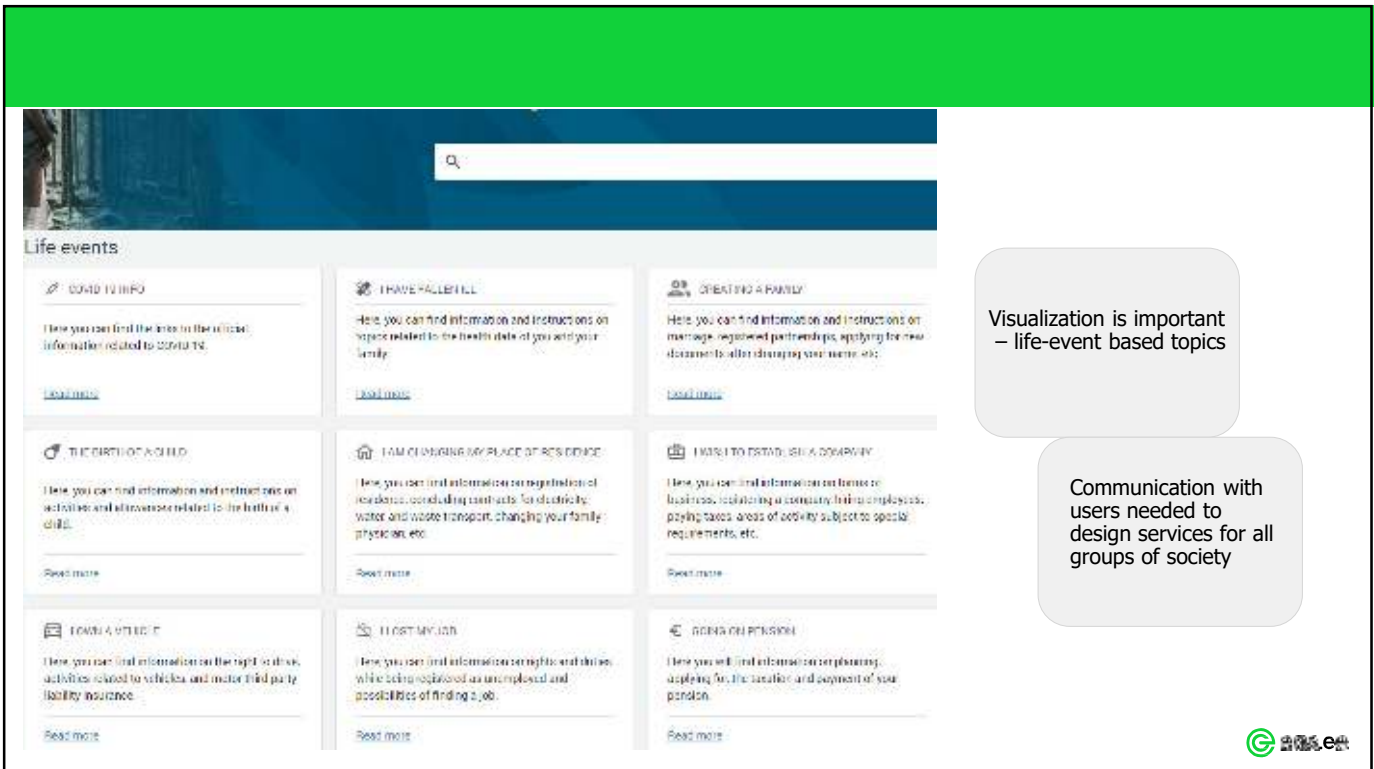 Life events
COVID 19 INFO
Here you can find the links to the official
information related to COVID 19.
Read more
I HAVE FALLEN ILL
Here, you can find information and instructions on
topics related to the health data of you and your
family.
Read more
CREATING A FAMILY
Here, you can find information and instructions on
marriage, registered partnerships, applying for new
documents after changing your name, etc.
Read more
THE BIRTH OF A CHILD
Here, you can find information and instructions on
activities and allowances related to the birth of a
child.
Read more
I AM CHANGING MY PLACE OF RESIDENCE
Here, you can find information on registration of
residence, concluding contracts for electricity,
water and waste transport, changing your family
physician, etc.
Read more
I WISH TO ESTABLISH A COMPANY
Here, you can find information on forms of
business, registering a company, hiring employees,
paying taxes, areas of activity subject to special
requirements, etc.
Read more
I OWN A VEHICLE
Here, you can find information on the right to drive,
activities related to vehicles, and motor third party
liability insurance.
Read more
I LOST MY JOB
Here, you can find information on rights and duties
while being registered as unemployed and
possibilities of finding a job.
Read more
GOING ON PENSION
Here you will find information on planning,
applying for, the taxation and payment of your
pension.
Read more
Visualization is important
– life-event based topics
Communication with
users needed to
design services for all
groups of society